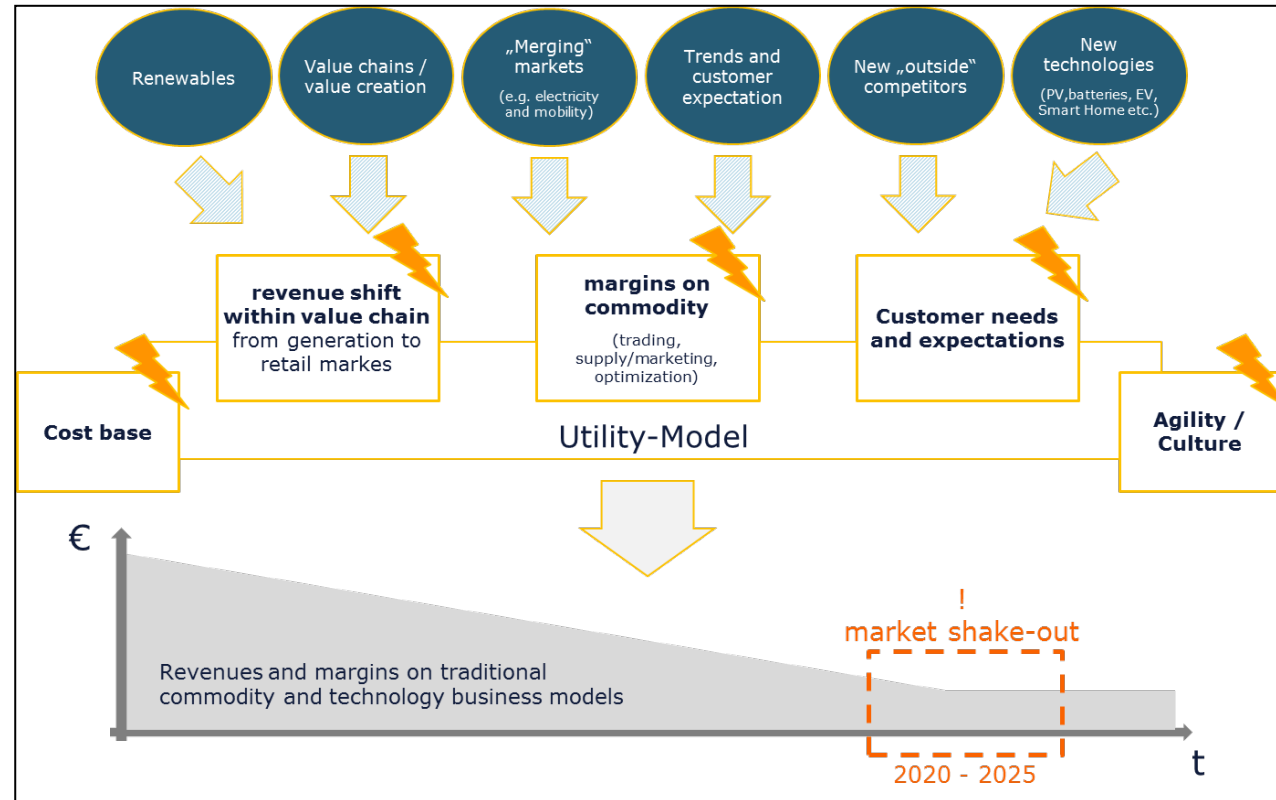 Renewables
Value chains /
value creation
„Merging“
markets
(e.g. electricity
and mobility)
Trends and
customer
expectation
New „outside“
competitors
New
technologies
(PV,batteries, EV,
Smart Home etc.)
revenue shift
within value chain
from generation to
retail markes
margins on
commodity
(trading,
supply/marketing,
optimization)
Customer needs
and expectations
Cost base
Agility /
Culture
Utility-Model
€
!
market shake-out
Revenues and margins on traditional
commodity and technology business models
t
2020 - 2025